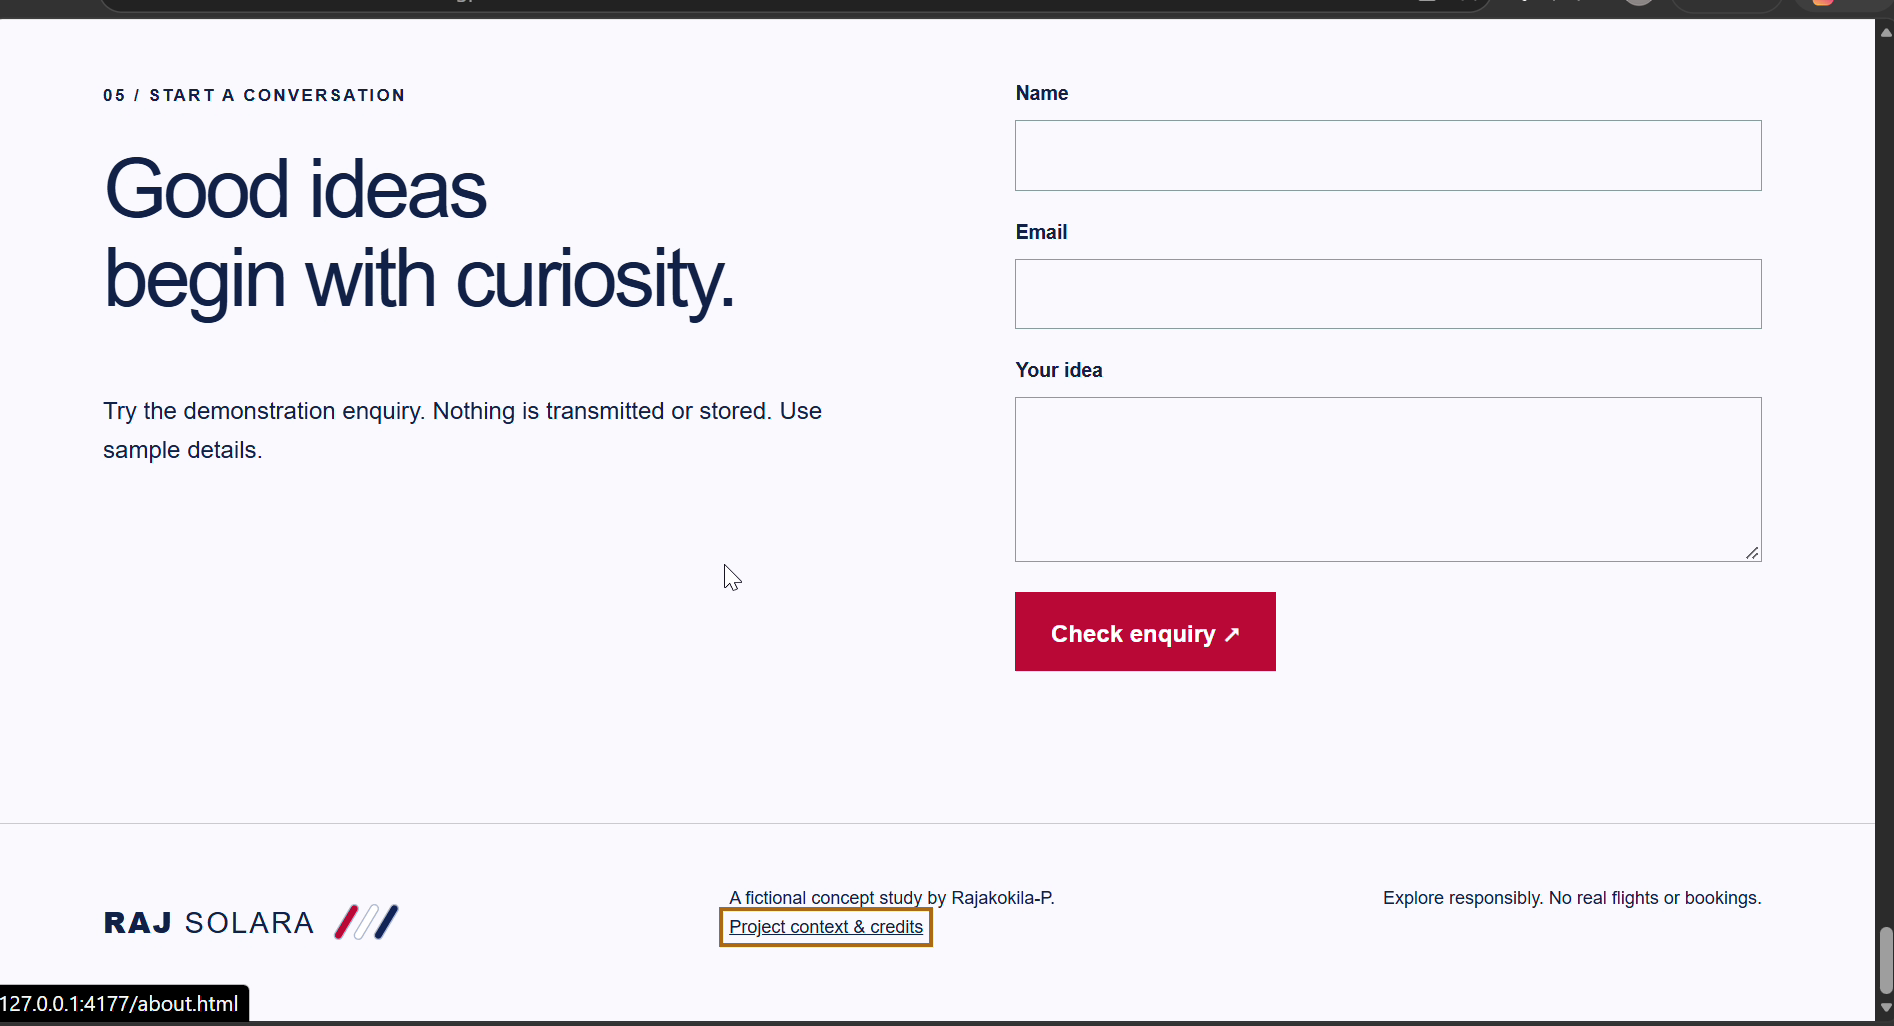 05 / START A CONVERSATION
Good ideas
begin with curiosity.
Try the demonstration enquiry. Nothing is transmitted or stored. Use
sample details.
Name
Email
Your idea
Check enquiry ↗
RAJ SOLARA
A fictional concept study by Rajakokila-P.
Project context & credits
Explore responsibly. No real flights or bookings.
127.0.0.1:4177/about.html